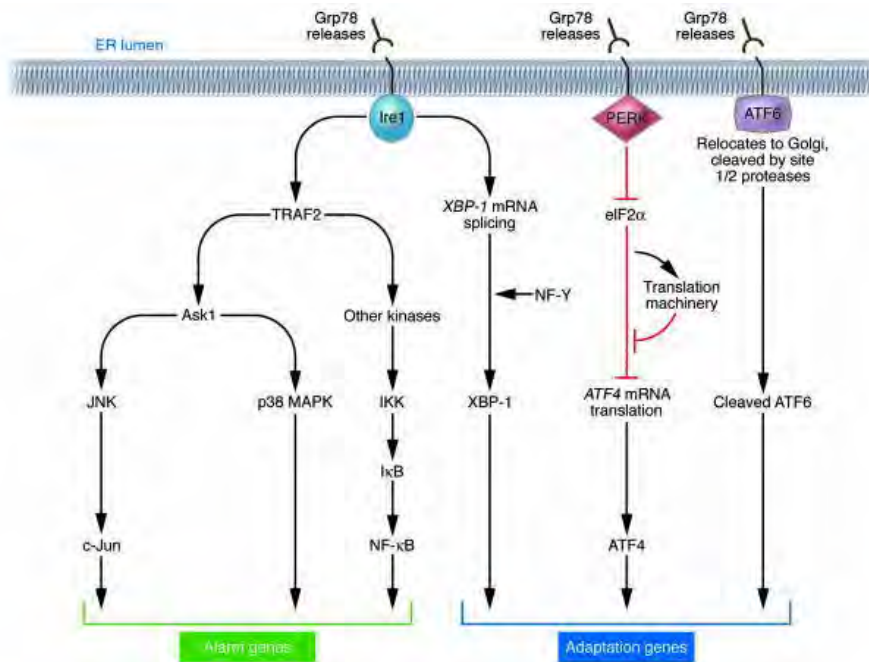 Grp78
releases
Grp78
releases
Grp78
releases
ER lumen
Ire1
PERK
ATF6
Relocates to Golgi,
cleaved by site
1/2 proteases
TRAF2
XBP-1 mRNA
splicing
eIF2α
Ask1
Other kinases
NF-Y
Translation
machinery
JNK
p38 MAPK
IKK
XBP-1
ATF4 mRNA
translation
Cleaved ATF6
IκB
c-Jun
NF-κB
ATF4
Alarm genes
Adaptation genes